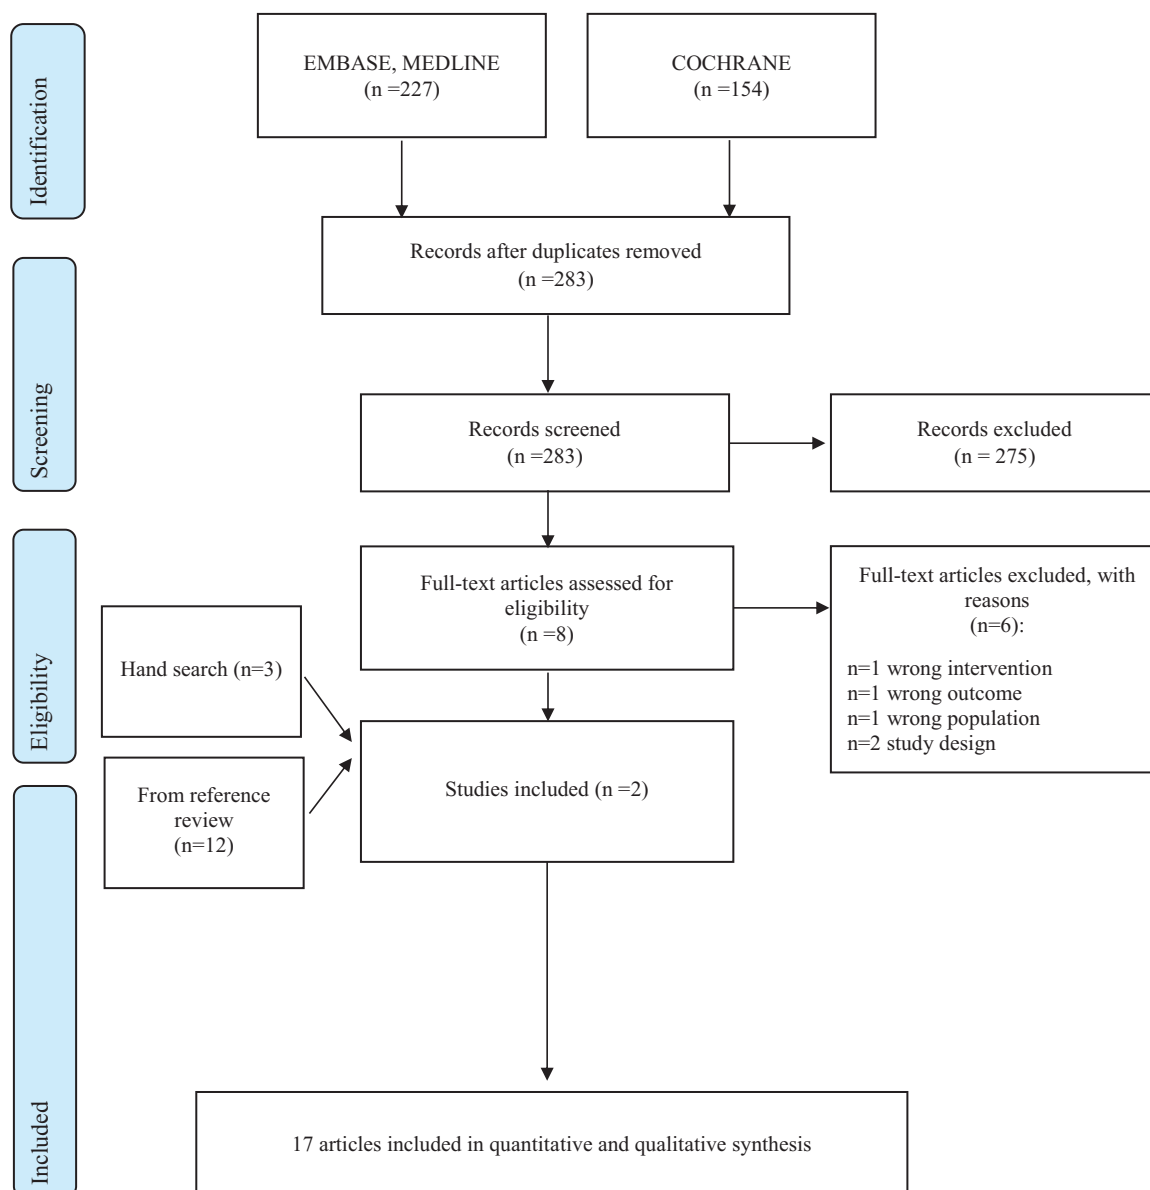 Identification
EMBASE, MEDLINE
(n =227)
COCHRANE
(n =154)
Records after duplicates removed
(n =283)
Screening
Records screened
(n =283)
Records excluded
(n = 275)
Eligibility
Full-text articles assessed for
eligibility
(n =8)
Full-text articles excluded, with
reasons
(n=6):
n=1 wrong intervention
n=1 wrong outcome
n=1 wrong population
n=2 study design
Hand search (n=3)
From reference
review
(n=12)
Studies included (n =2)
Included
17 articles included in quantitative and qualitative synthesis